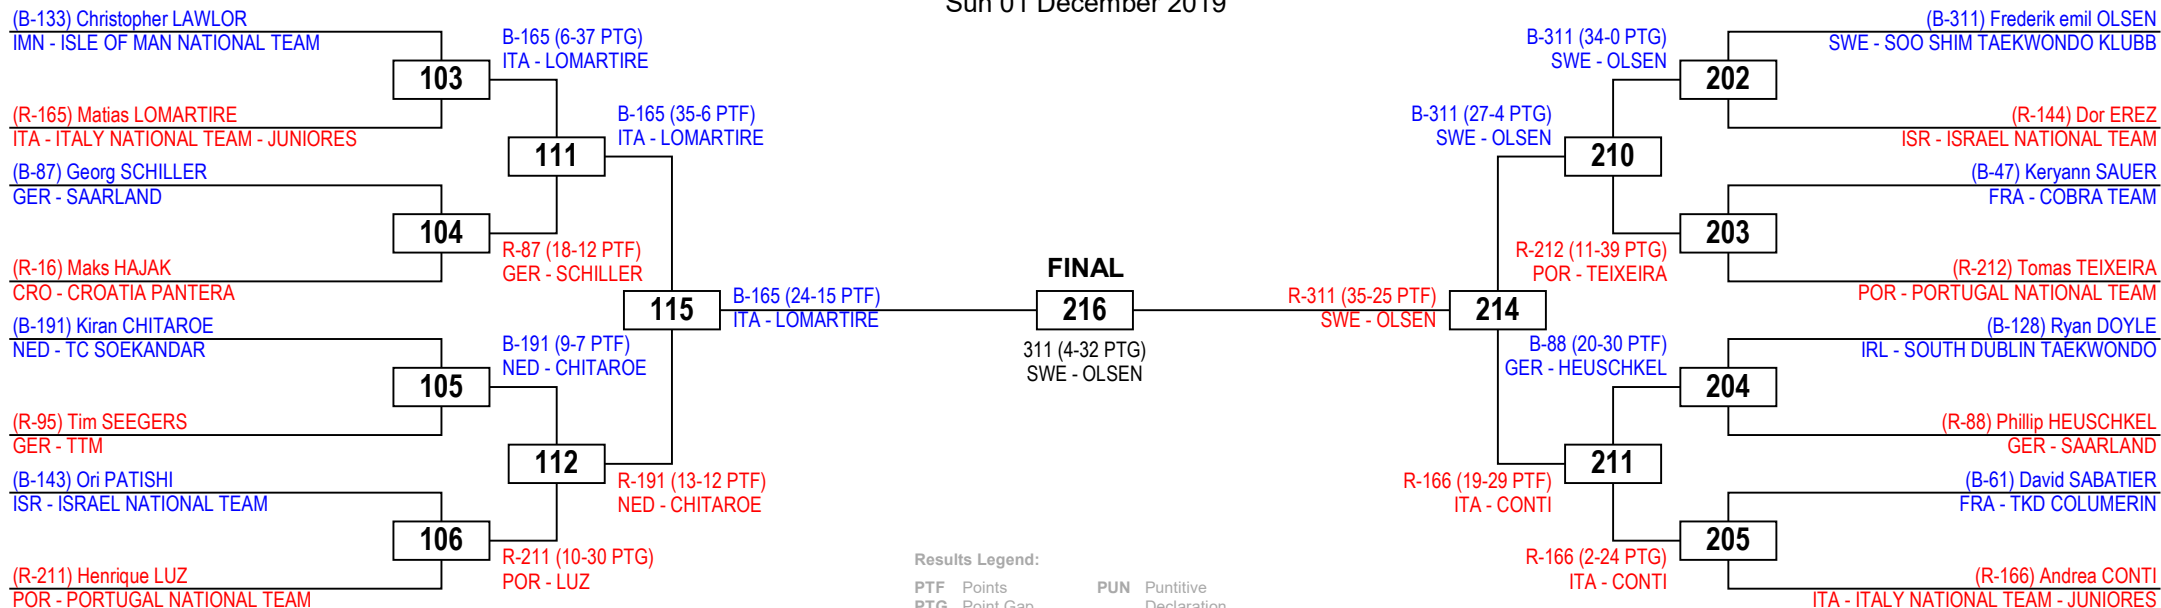 Sun 01 December 2019
(B-133) Christopher LAWLOR
IMN - ISLE OF MAN NATIONAL TEAM
103
(R-165) Matias LOMARTIRE
ITA - ITALY NATIONAL TEAM - JUNIORES
(B-87) Georg SCHILLER
GER - SAARLAND
104
(R-16) Maks HAJAK
CRO - CROATIA PANTERA
(B-191) Kiran CHITAROE
NED - TC SOEKANDAR
105
(R-95) Tim SEEGERS
GER - TTM
(B-143) Ori PATISHI
ISR - ISRAEL NATIONAL TEAM
106
(R-211) Henrique LUZ
POR - PORTUGAL NATIONAL TEAM
B-165 (6-37 PTG)
ITA - LOMARTIRE
111
R-87 (18-12 PTF)
GER - SCHILLER
B-191 (9-7 PTF)
NED - CHITAROE
112
R-211 (10-30 PTG)
POR - LUZ
B-165 (35-6 PTF)
ITA - LOMARTIRE
115
R-191 (13-12 PTF)
NED - CHITAROE
B-165 (24-15 PTF)
ITA - LOMARTIRE
FINAL
216
311 (4-32 PTG)
SWE - OLSEN
R-311 (35-25 PTF)
SWE - OLSEN
B-311 (27-4 PTG)
SWE - OLSEN
214
R-166 (19-29 PTF)
ITA - CONTI
B-311 (34-0 PTG)
SWE - OLSEN
210
R-212 (11-39 PTG)
POR - TEIXEIRA
B-88 (20-30 PTF)
GER - HEUSCHKEL
211
R-166 (2-24 PTG)
ITA - CONTI
(B-311) Frederik emil OLSEN
SWE - SOO SHIM TAEKWONDO KLUBB
202
(R-144) Dor EREZ
ISR - ISRAEL NATIONAL TEAM
(B-47) Keryann SAUER
FRA - COBRA TEAM
203
(R-212) Tomas TEIXEIRA
POR - PORTUGAL NATIONAL TEAM
(B-128) Ryan DOYLE
IRL - SOUTH DUBLIN TAEKWONDO
204
(R-88) Phillip HEUSCHKEL
GER - SAARLAND
(B-61) David SABATIER
FRA - TKD COLUMERIN
205
(R-166) Andrea CONTI
ITA - ITALY NATIONAL TEAM - JUNIORES
Results Legend:
PTF Points PUN Puntitive
PTG Point Gap Declaration